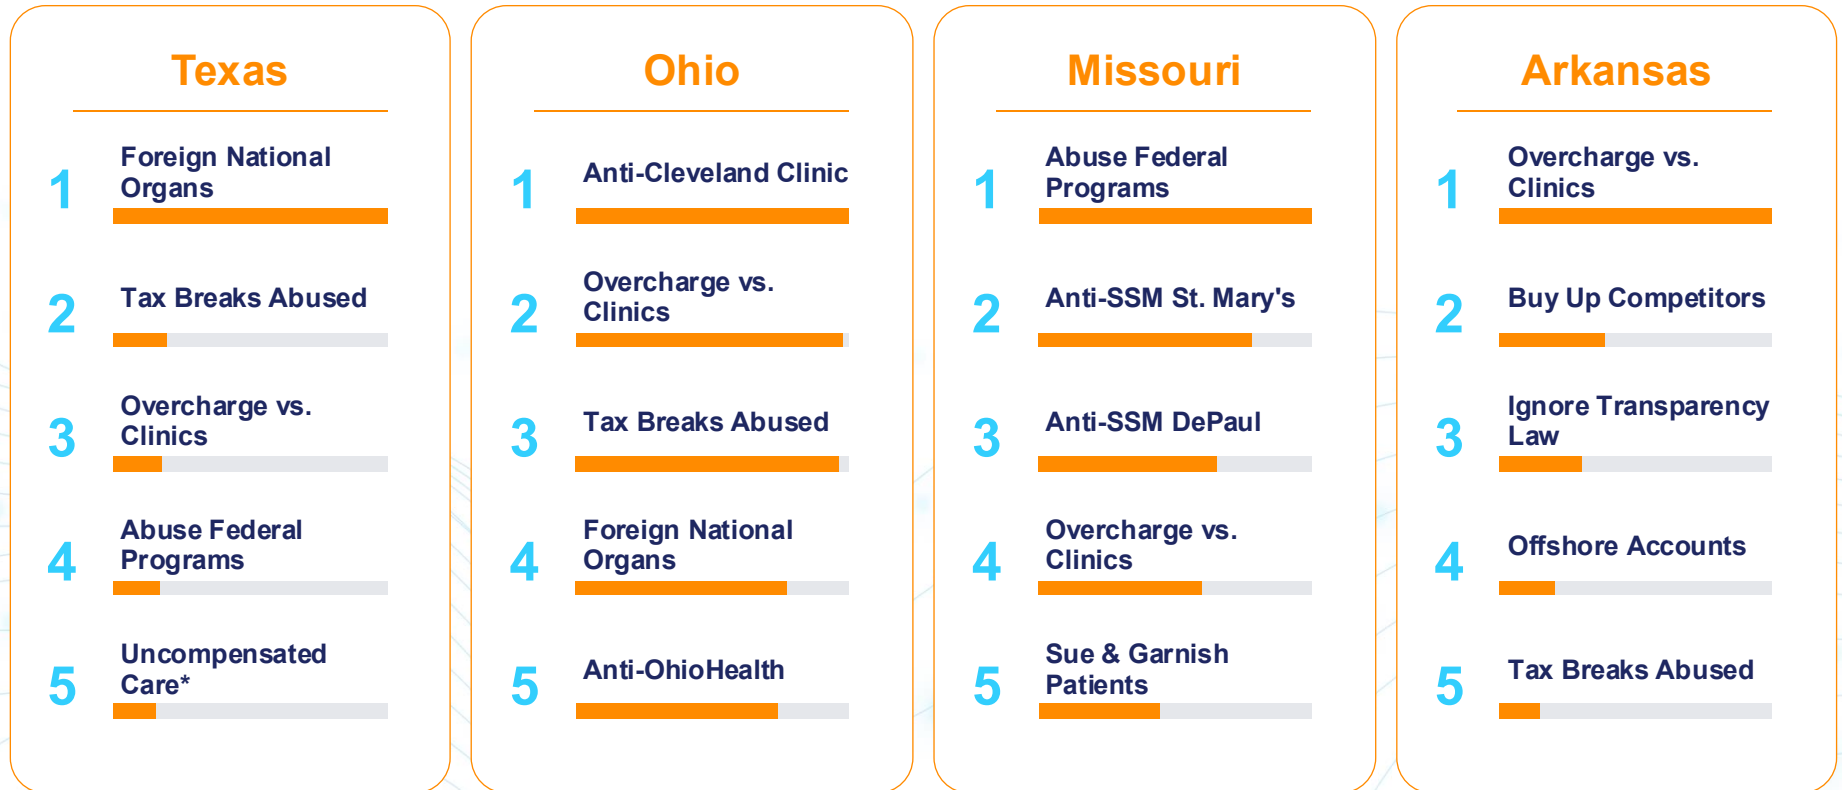 Texas
1
Foreign National
Organs
2
Tax Breaks Abused
3
Overcharge vs.
Clinics
4
Abuse Federal
Programs
5
Uncompensated
Care*
Ohio
1
Anti-Cleveland Clinic
2
Overcharge vs.
Clinics
3
Tax Breaks Abused
4
Foreign National
Organs
5
Anti-OhioHealth
Missouri
1
Abuse Federal
Programs
2
Anti-SSM St. Mary's
3
Anti-SSM DePaul
4
Overcharge vs.
Clinics
5
Sue & Garnish
Patients
Arkansas
1
Overcharge vs.
Clinics
2
Buy Up Competitors
3
Ignore Transparency
Law
4
Offshore Accounts
5
Tax Breaks Abused